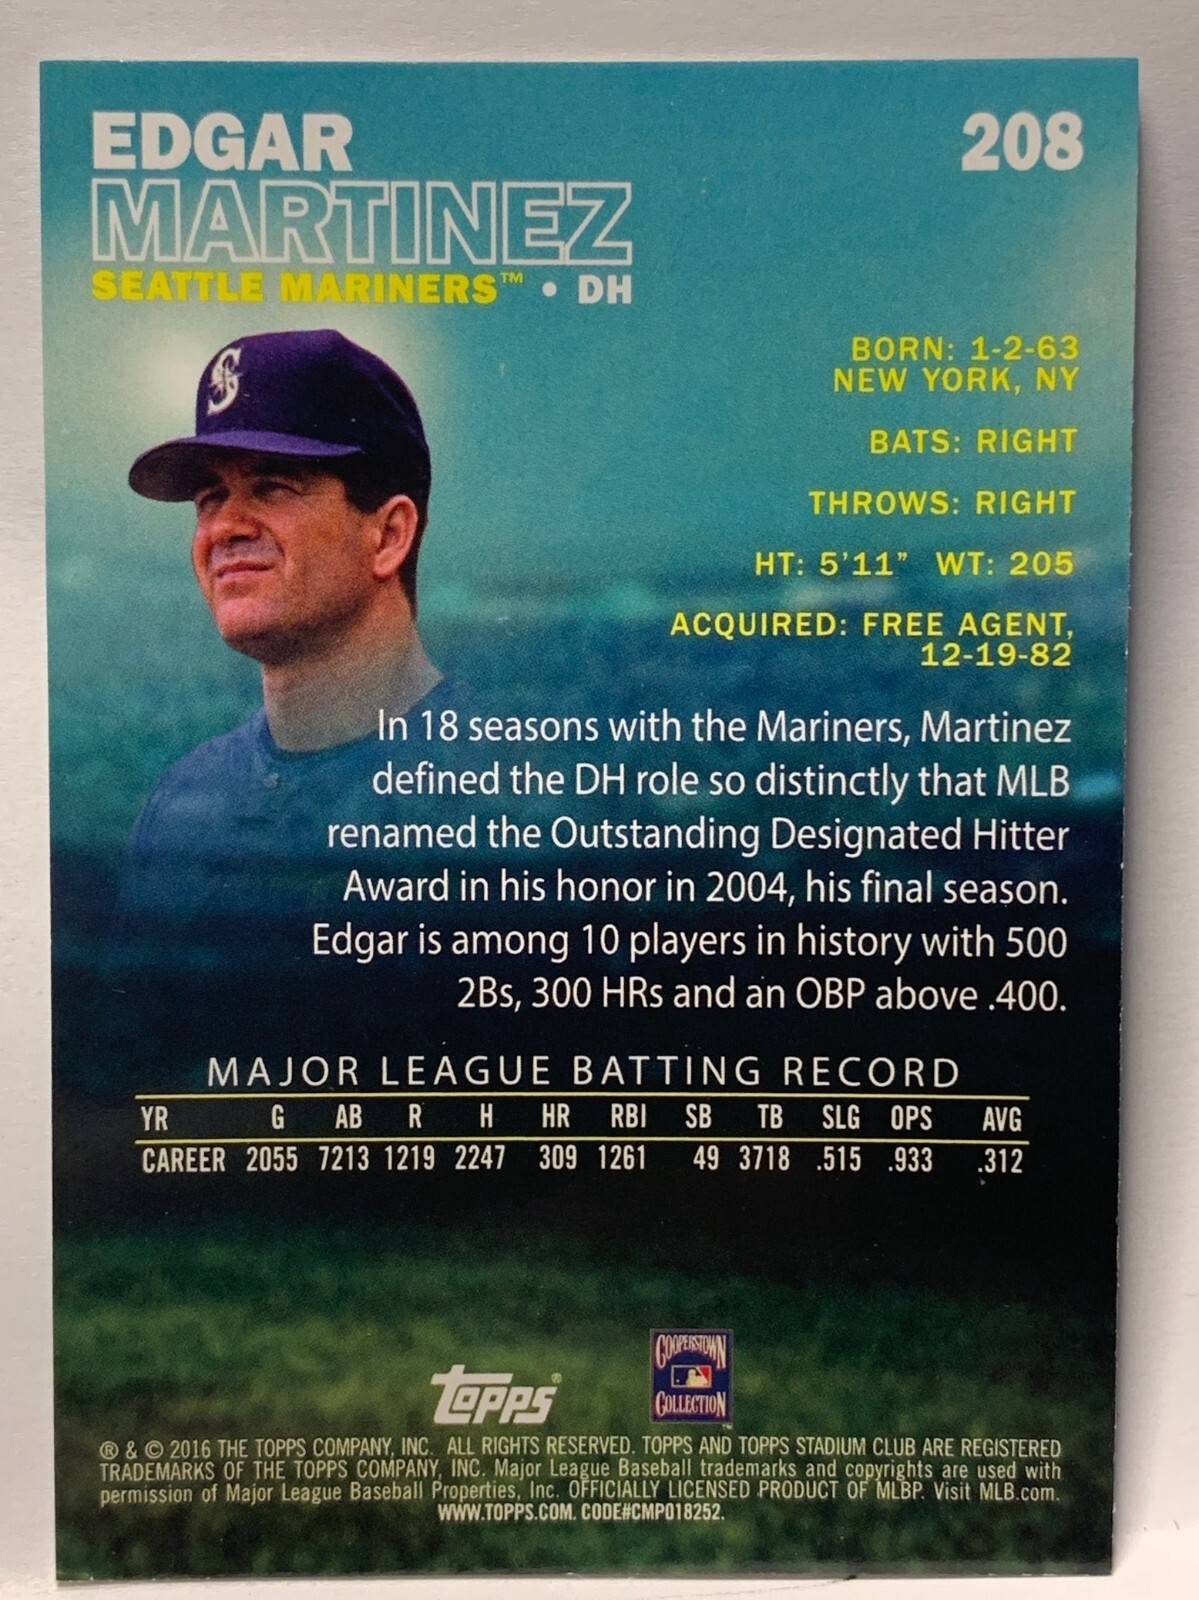 EDGAR
208
MARTINEZ
SEATTLE MARINERS™ • DH
S
BORN: 1-2-63
NEW YORK, NY
BATS: RIGHT
THROWS: RIGHT
HT: 5'11" WT: 205
ACQUIRED: FREE AGENT,
12-19-82
In 18 seasons with the Mariners, Martinez
defined the DH role so distinctly that MLB
renamed the Outstanding Designated Hitter
Award in his honor in 2004, his final season.
Edgar is among 10 players in history with 500
2Bs, 300 HRs and an OBP above .400.
MAJOR LEAGUE BATTING RECORD
YR G AB R H HR RBI SB TB SLG OPS AVG
CAREER 2055 7213 1219 2247 309 1261 49 3718 .515 .933 .312
COOPERSTOWN
COLLECTION™
Topps®
® & © 2016 THE TOPPS COMPANY, INC. ALL RIGHTS RESERVED. TOPPS AND TOPPS STADIUM CLUB ARE REGISTERED
TRADEMARKS OF THE TOPPS COMPANY, INC. Major League Baseball trademarks and copyrights are used with
permission of Major League Baseball Properties, Inc. OFFICIALLY LICENSED PRODUCT OF MLBP. Visit MLB.com.
WWW.TOPPS.COM. CODE#CMP018252.